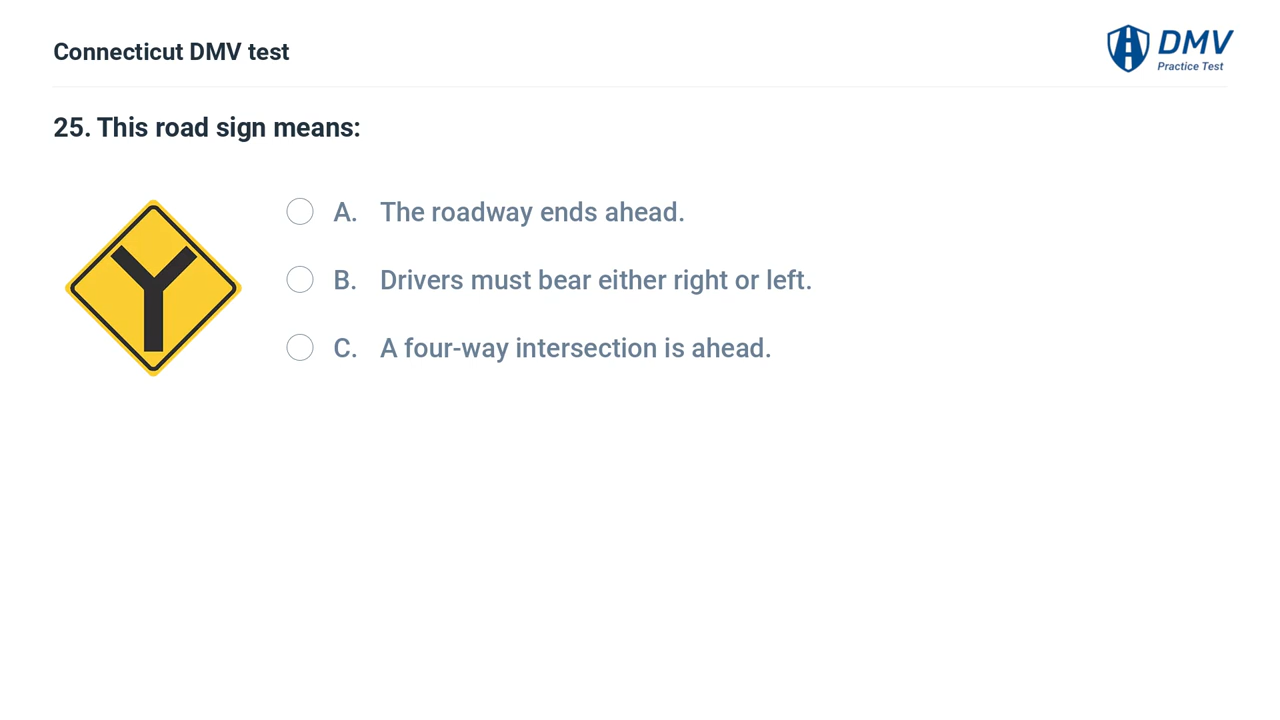 Connecticut DMV test
DMV
Practice Test
25. This road sign means:
A. The roadway ends ahead.
B. Drivers must bear either right or left.
C. A four-way intersection is ahead.